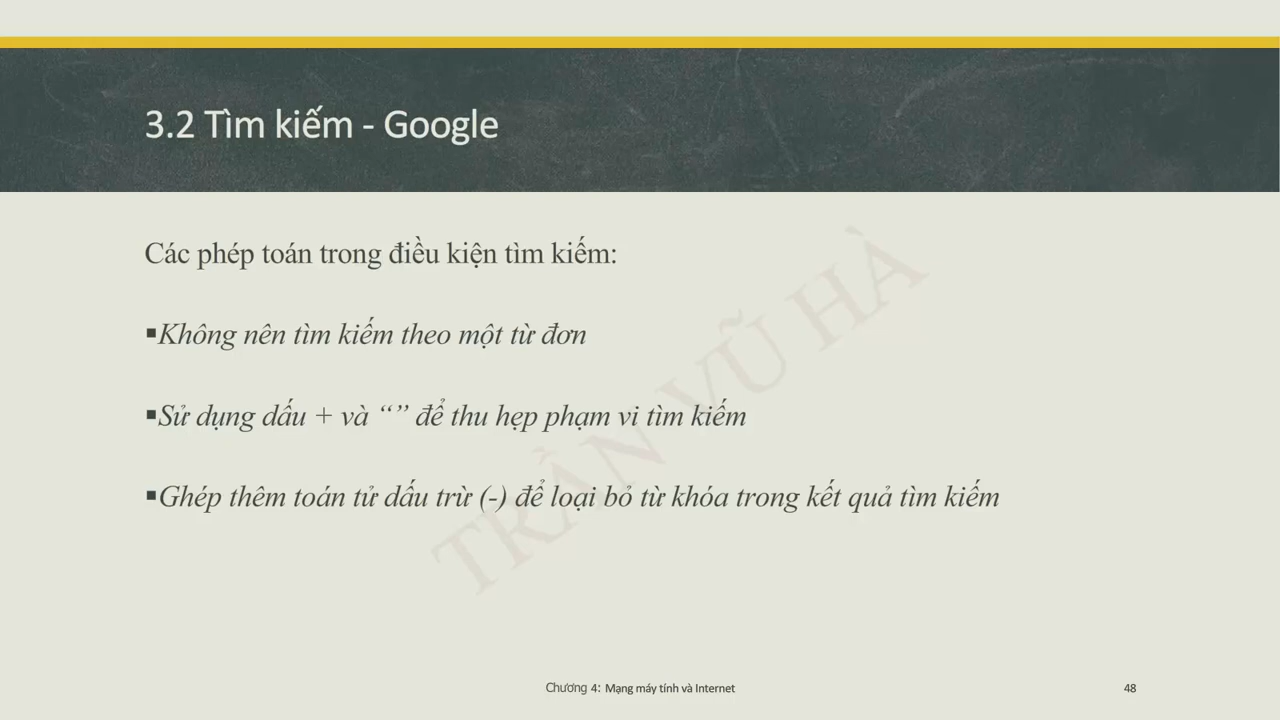 3.2 Tìm kiếm - Google
Các phép toán trong điều kiện tìm kiếm:
▪Không nên tìm kiếm theo một từ đơn
▪Sử dụng dấu + và “” để thu hẹp phạm vi tìm kiếm
▪Ghép thêm toán tử dấu trừ (-) để loại bỏ từ khóa trong kết quả tìm kiếm
TRẦN VŨ HÀ
Chương 4: Mạng máy tính và Internet
48